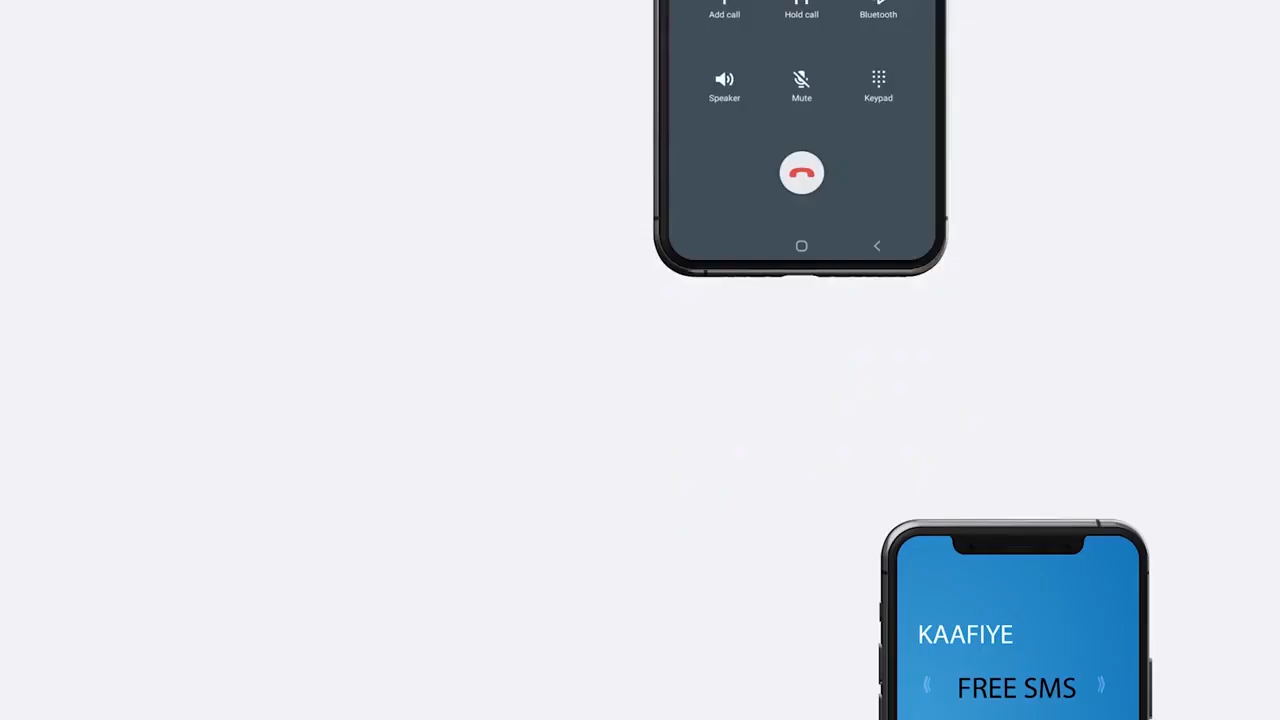 Add call Hold call Bluetooth
Speaker Mute Keypad
KAAFIYE
FREE SMS